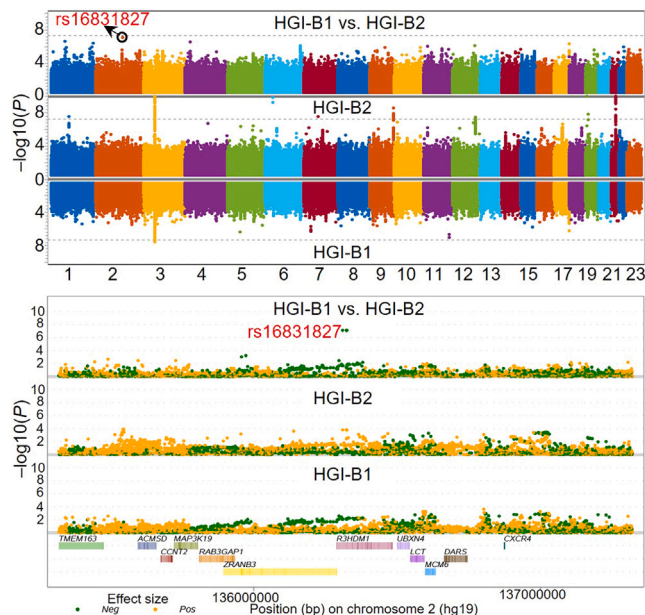 rs16831827
HGI-B1 vs. HGI-B2
8
4
0
HGI-B2
8
4
0
−log10(P)
4
8
HGI-B1
1 2 3 4 5 6 7 8 9 10 11 12 13 15 17 19 21 23
HGI-B1 vs. HGI-B2
10
8
6
4
2
rs16831827
HGI-B2
10
8
6
4
2
−log10(P)
HGI-B1
10
8
6
4
2
TMEM163 ACMSD MAP3K19 R3HDM1 UBXN4 CXCR4
CCNT2 RAB3GAP1 LCT DARS
ZRANB3 MCM6
Effect size 136000000 137000000
Neg Pos Position (bp) on chromosome 2 (hg19)